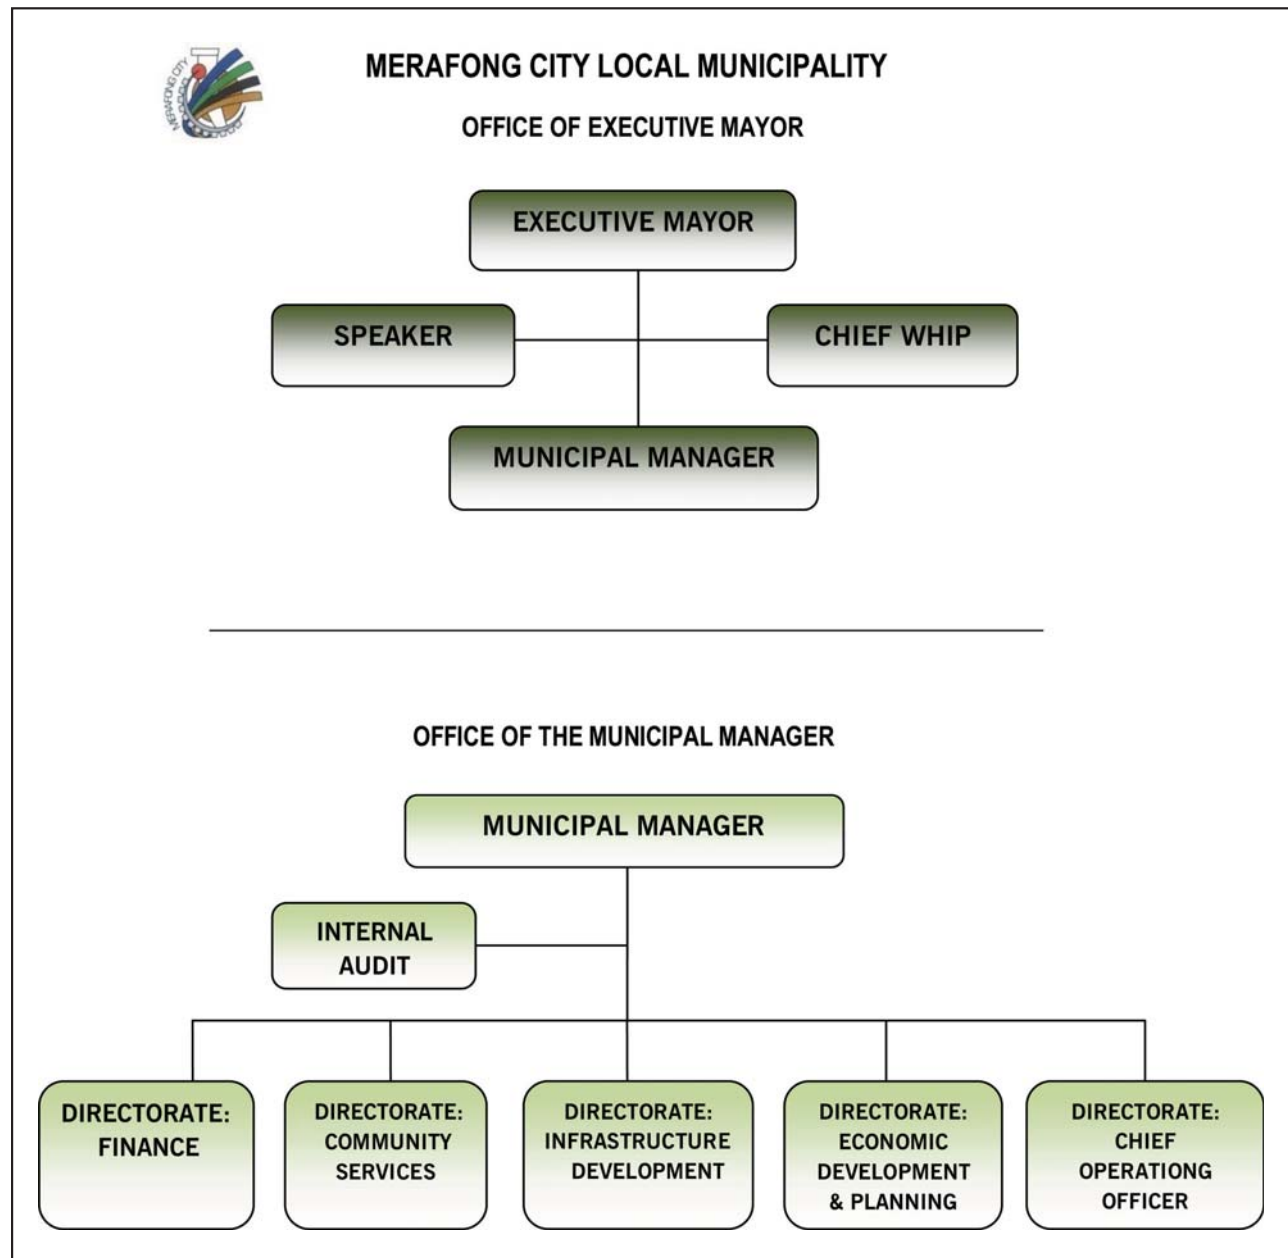 MERAFONG CITY
MERAFONG CITY LOCAL MUNICIPALITY
OFFICE OF EXECUTIVE MAYOR
EXECUTIVE MAYOR
SPEAKER
CHIEF WHIP
MUNICIPAL MANAGER
OFFICE OF THE MUNICIPAL MANAGER
MUNICIPAL MANAGER
INTERNAL
AUDIT
DIRECTORATE:
FINANCE
DIRECTORATE:
COMMUNITY
SERVICES
DIRECTORATE:
INFRASTRUCTURE
DEVELOPMENT
DIRECTORATE:
ECONOMIC
DEVELOPMENT
& PLANNING
DIRECTORATE:
CHIEF
OPERATIONG
OFFICER